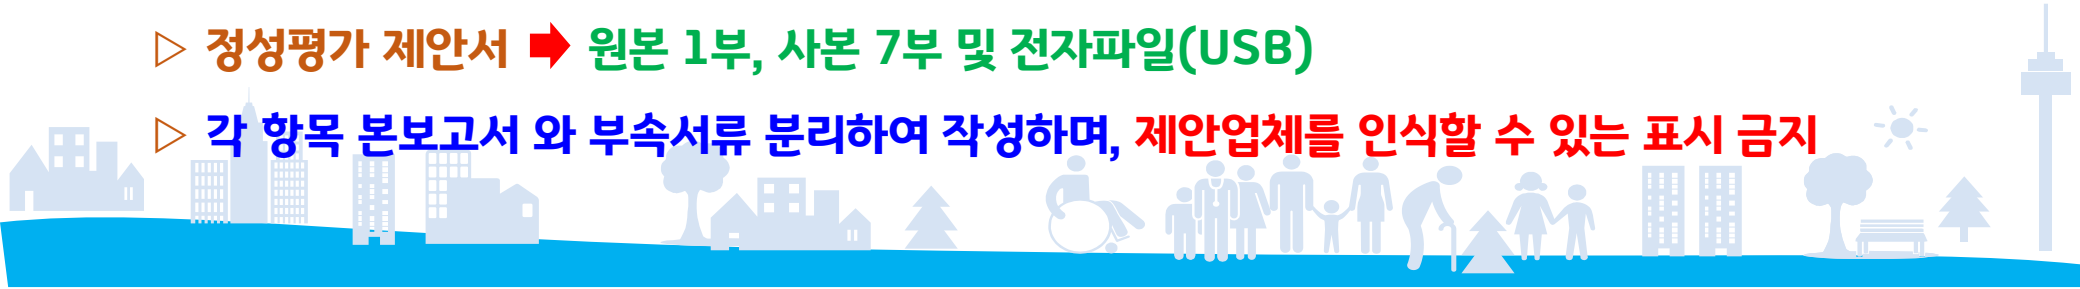 ▷ 정성평가 제안서 ➡ 원본 1부, 사본 7부 및 전자파일(USB)
▷ 각 항목 본보고서 와 부속서류 분리하여 작성하며, 제안업체를 인식할 수 있는 표시 금지